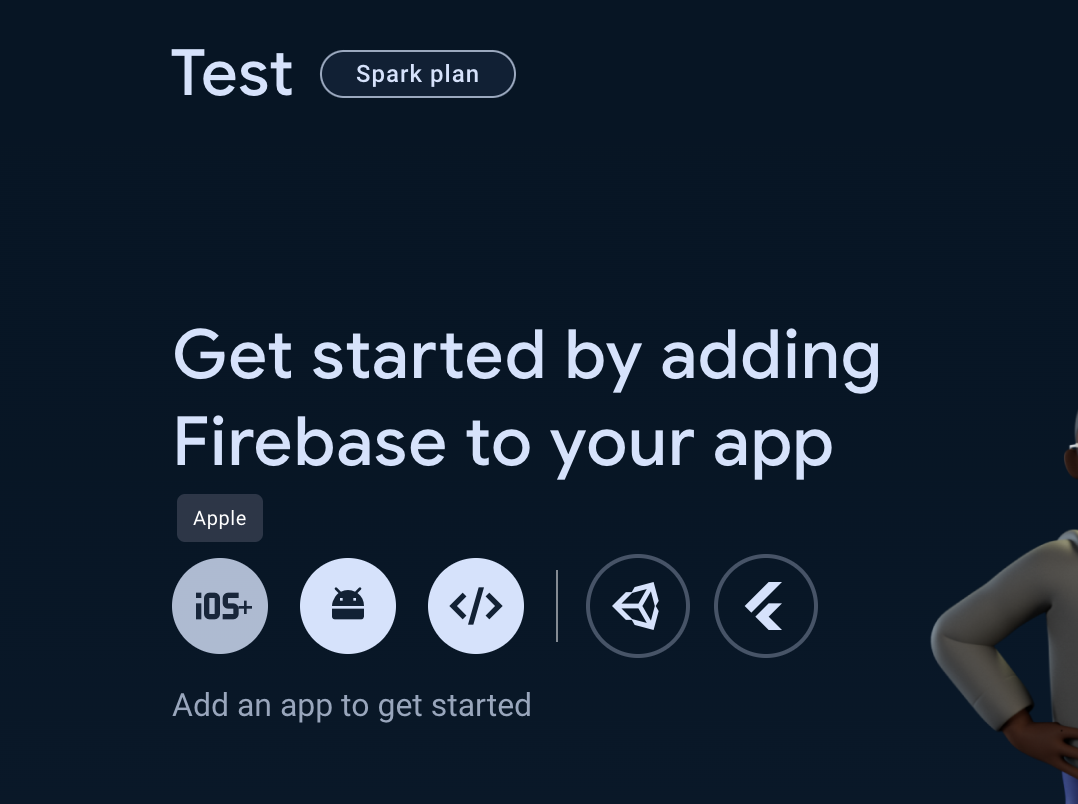 Test
Spark plan
Get started by adding
Firebase to your app
Apple
iOS+
Add an app to get started